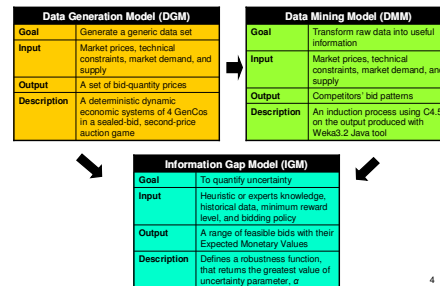 Data Generation Model (DGM)
Goal
Generate a generic data set
Input
Market prices, technical
constraints, market demand, and
supply
Output
A set of bid-quantity prices
Description
A deterministic dynamic
economic systems of 4 GenCos
in a sealed-bid, second-price
auction game
Data Mining Model (DMM)
Goal
Transform raw data into useful
information
Input
Market prices, technical
constraints, market demand, and
supply
Output
Competitors' bid patterns
Description
An induction process using C4.5
on the output produced with
Weka3.2 Java tool
Information Gap Model (IGM)
Goal
To quantify uncertainty
Input
Heuristic or experts knowledge,
historical data, minimum reward
level, and bidding policy
Output
A range of feasible bids with their
Expected Monetary Values
Description
Defines a robustness function,
that returns the greatest value of
uncertainty parameter, α
4